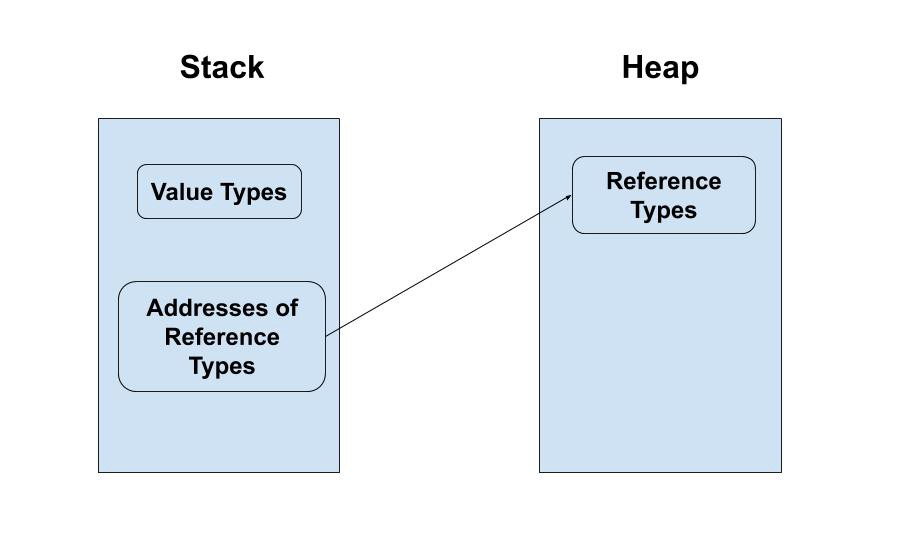 Stack
Heap
Value Types
Addresses of
Reference
Types
Reference
Types